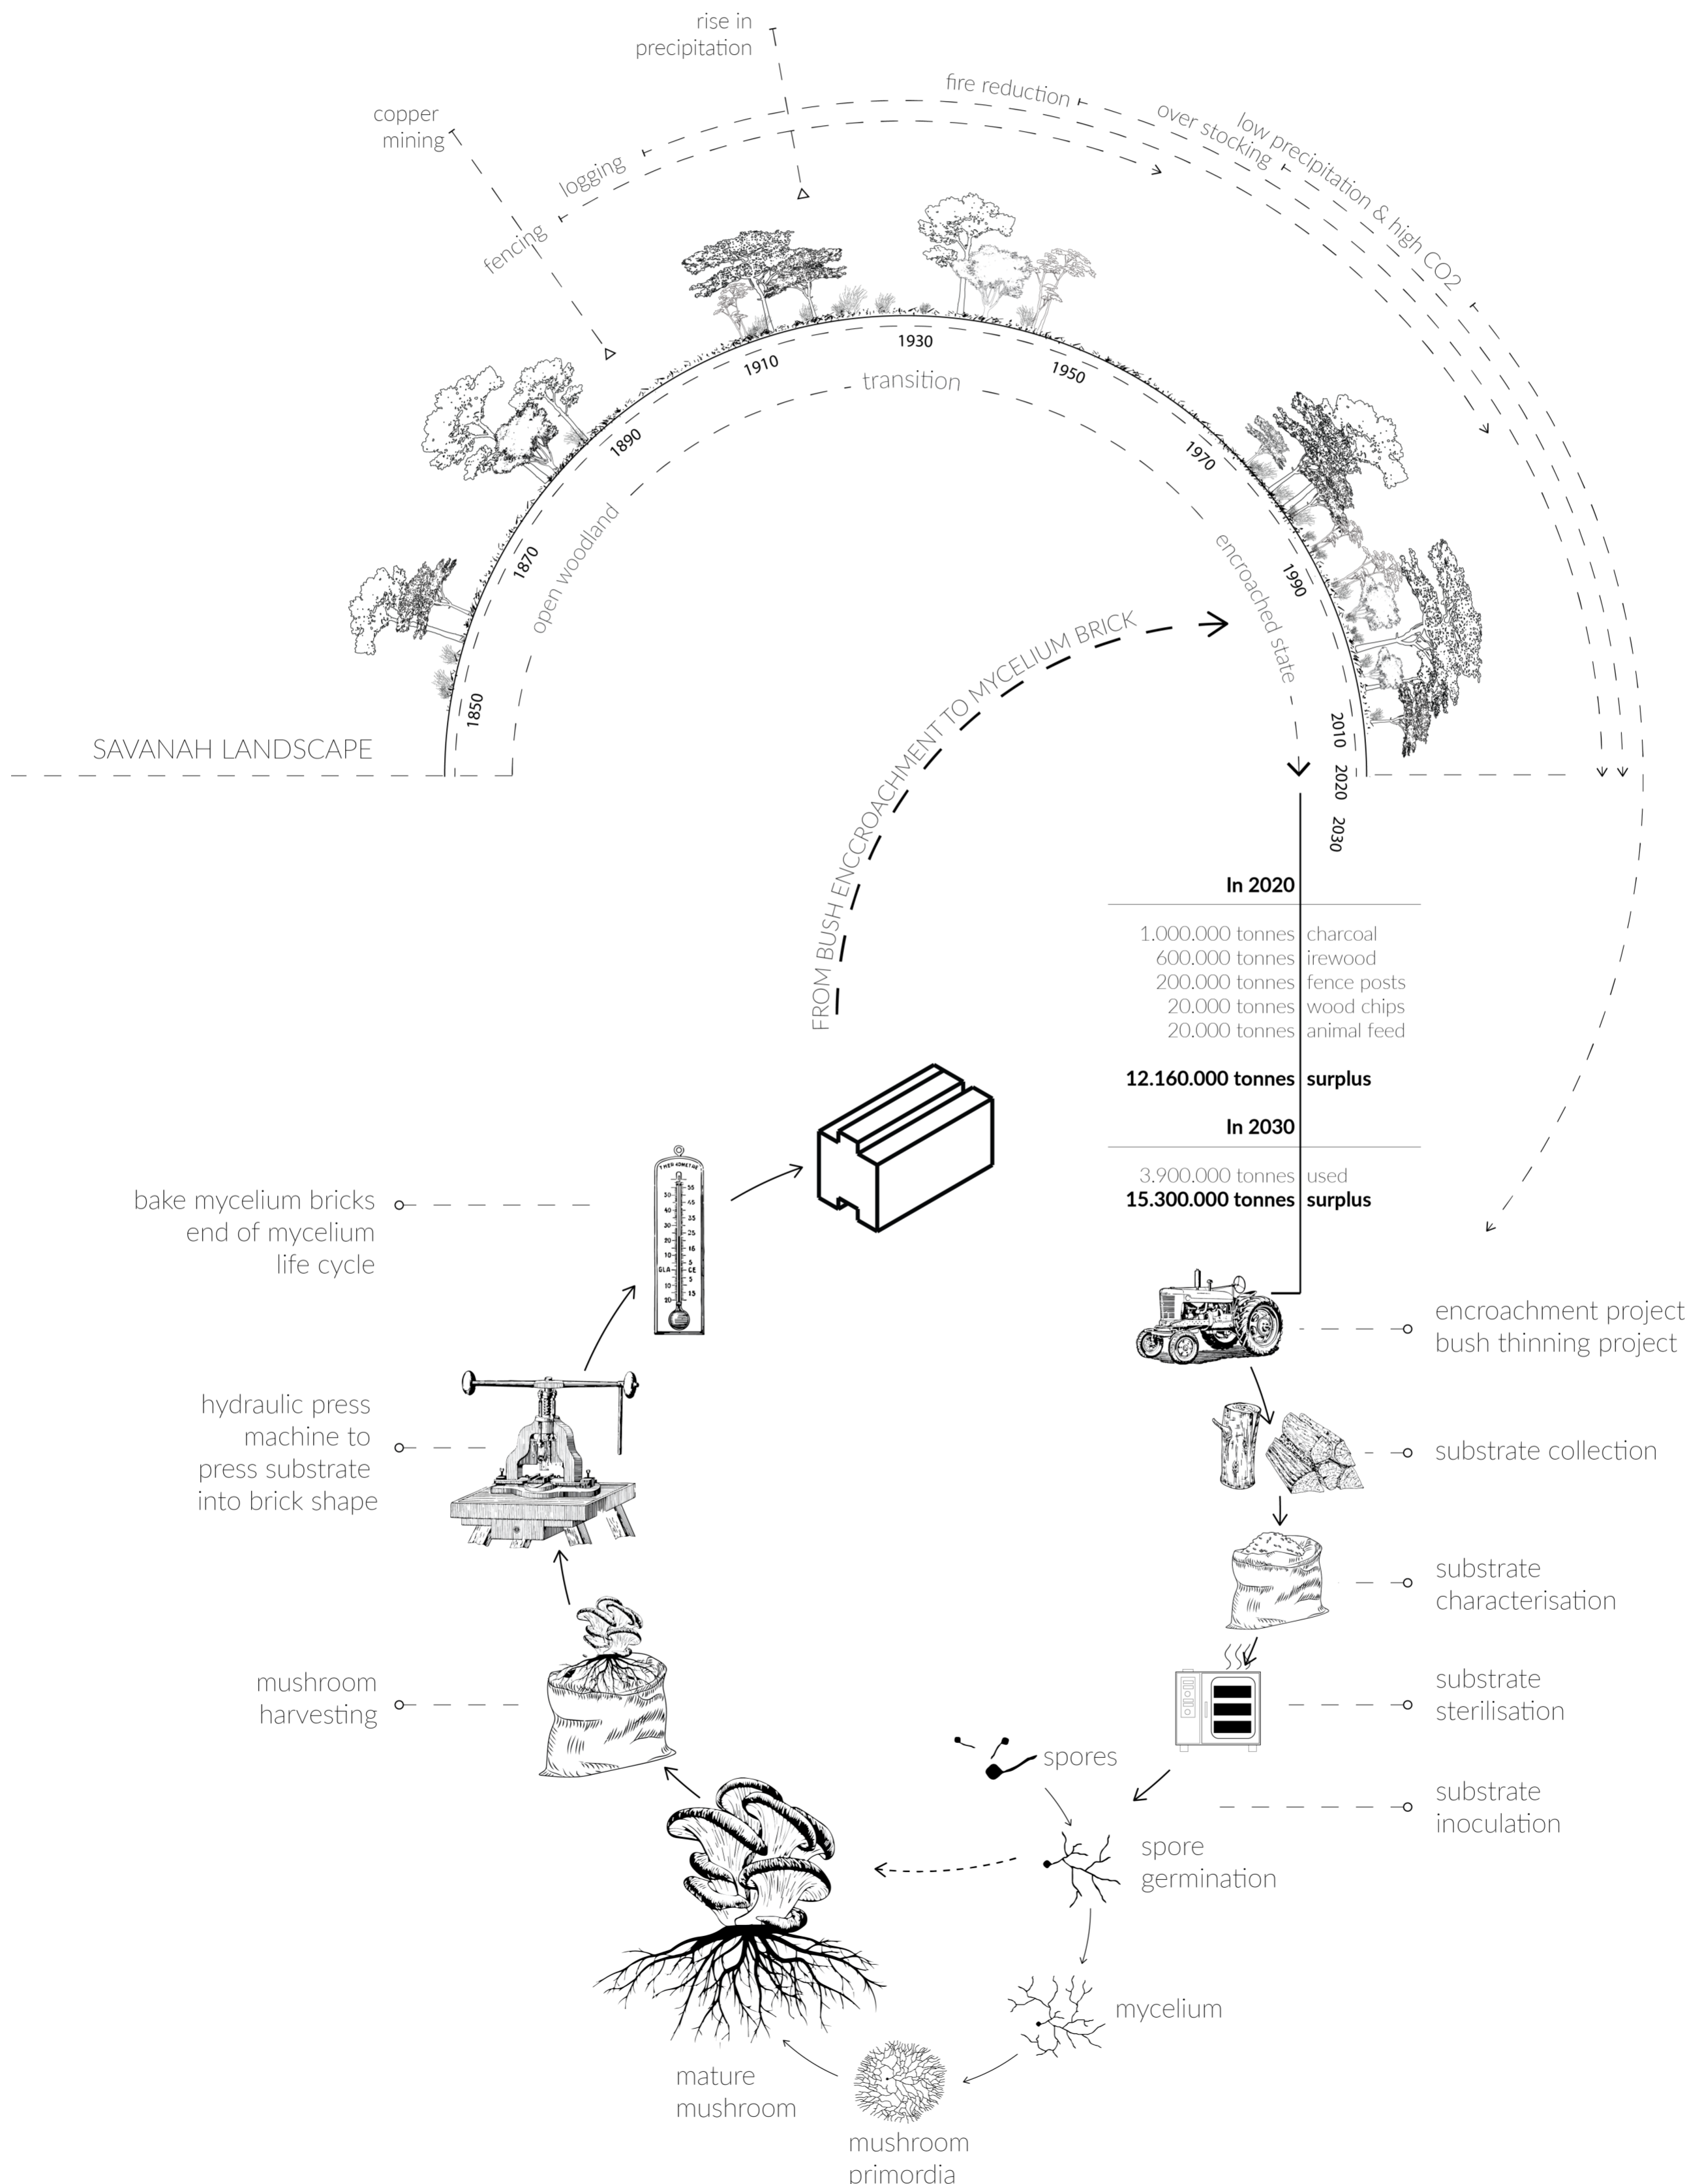 rise in
precipitation
copper
mining
fencing
logging
fire reduction
over stocking
low precipitation & high CO2
1850
1870
1890
1910
1930
1950
1970
1990
2010
2020
2030
open woodland
transition
encroached state
SAVANAH LANDSCAPE
FROM BUSH ENCCROACHMENT TO MYCELIUM BRICK
In 2020
1.000.000 tonnes charcoal
600.000 tonnes irewood
200.000 tonnes fence posts
20.000 tonnes wood chips
20.000 tonnes animal feed
12.160.000 tonnes surplus
In 2030
3.900.000 tonnes used
15.300.000 tonnes surplus
encroachment project
bush thinning project
substrate collection
substrate
characterisation
substrate
sterilisation
substrate
inoculation
spores
spore
germination
mycelium
mushroom
primordia
mature
mushroom
mushroom
harvesting
hydraulic press
machine to
press substrate
into brick shape
bake mycelium bricks
end of mycelium
life cycle
GLA CE